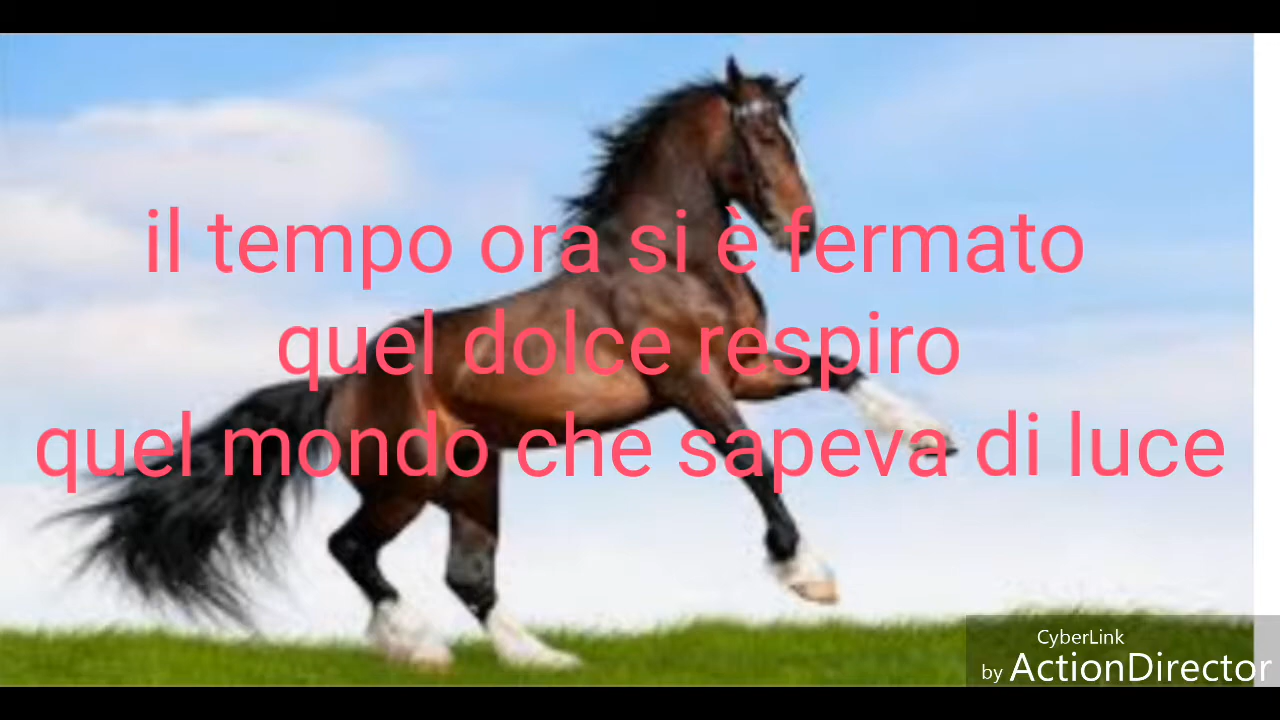 il tempo ora si è fermato
quel dolce respiro
quel mondo che sapeva di luce
CyberLink
by ActionDirector